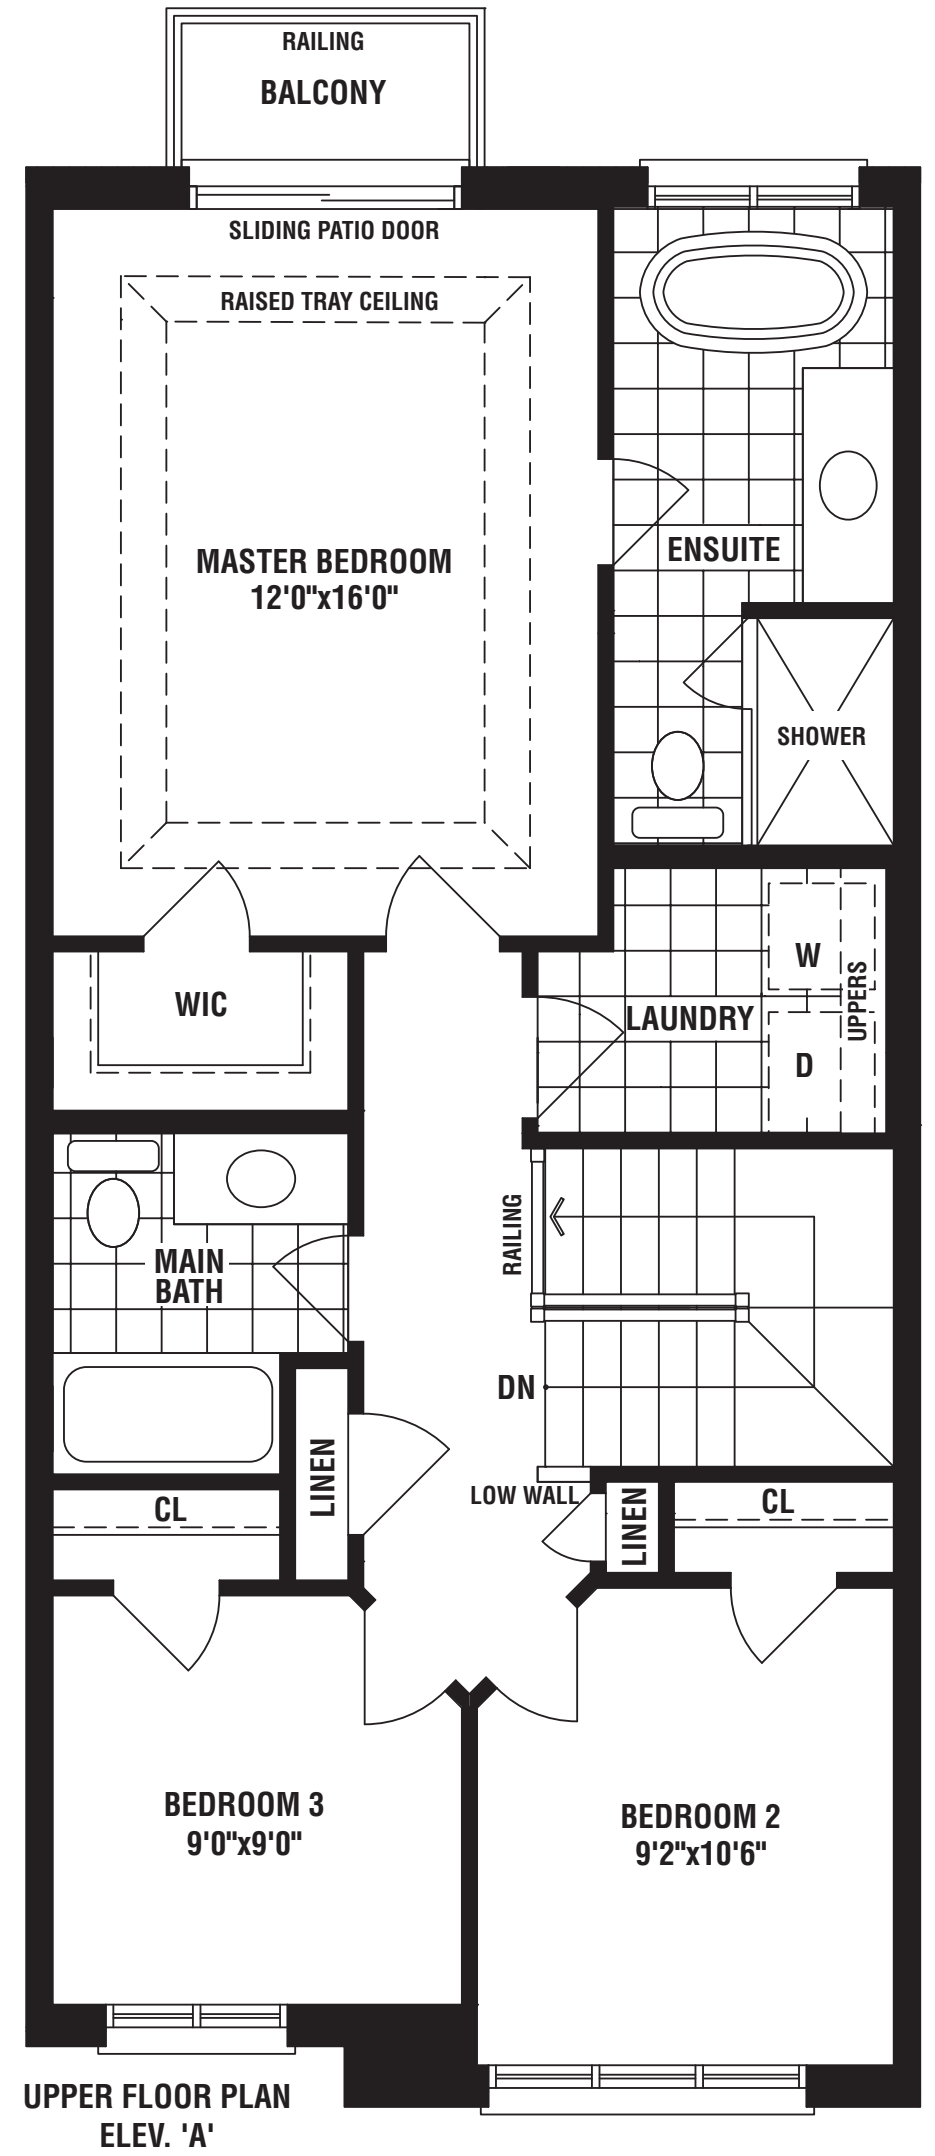 RAILING
BALCONY
SLIDING PATIO DOOR
RAISED TRAY CEILING
MASTER BEDROOM
12'0"x16'0"
ENSUITE
SHOWER
WIC
W
UPPERS
LAUNDRY
D
RAILING
MAIN
BATH
DN
LINEN
LOW WALL
LINEN
CL
CL
BEDROOM 3
9'0"x9'0"
BEDROOM 2
9'2"x10'6"
UPPER FLOOR PLAN
ELEV. 'A'